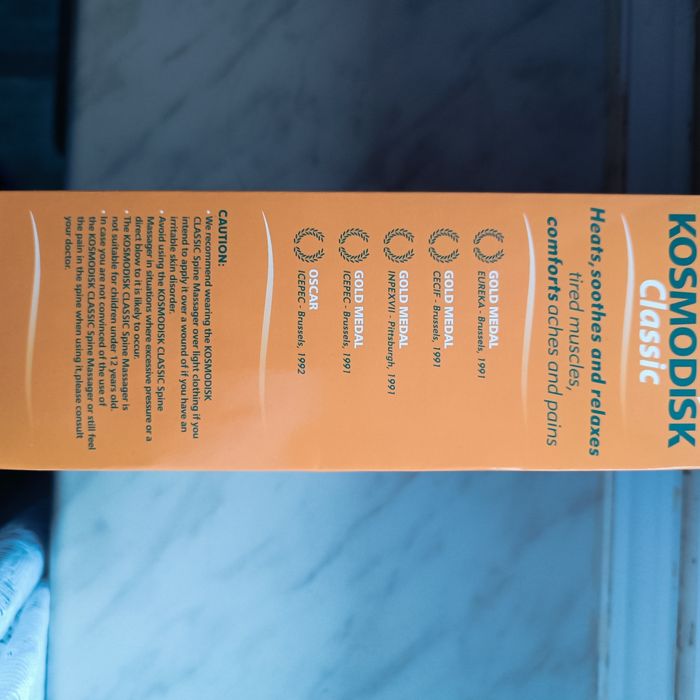 KOSMODISK
Classic
Heats, soothes and relaxes
tired muscles,
comforts aches and pains
GOLD MEDAL
EUREKA - Brussels, 1991
GOLD MEDAL
CECIF - Brussels, 1991
GOLD MEDAL
INPEXVII - Pittsburgh, 1991
GOLD MEDAL
ICEPEC - Brussels, 1991
OSCAR
ICEPEC - Brussels, 1992
CAUTION:
• We recommend wearing the KOSMODISK
CLASSIC Spine Massager over light clothing if you
intend to apply it over a wound of if you have an
irritable skin disorder.
• Avoid using the KOSMODISK CLASSIC Spine
Massager in situations where excessive pressure or a
direct blow to it is likely to occur.
• The KOSMODISK CLASSIC Spine Massager is
not suitable for children under 12 years old.
• In case you are not convinced of the use of
the KOSMODISK CLASSIC Spine Massager or still feel
the pain in the spine when using it,please consult
your doctor.